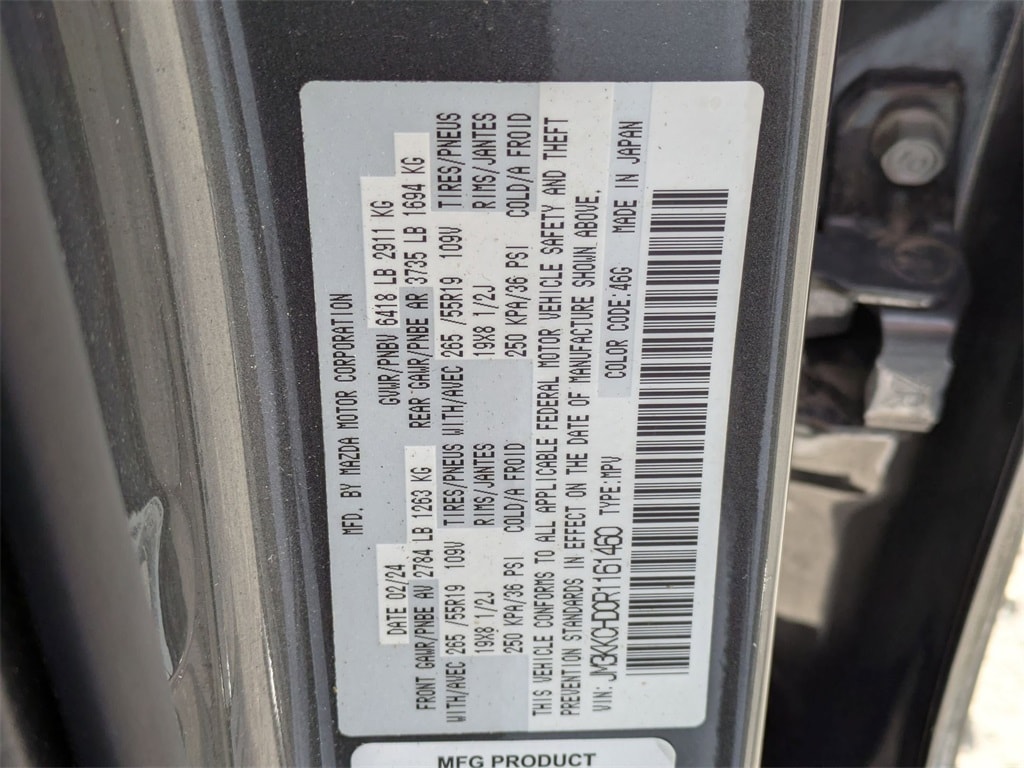 MFD. BY MAZDA MOTOR CORPORATION
DATE 02/24 GVWR/PNBV 6418 LB 2911 KG
FRONT GAWR/PNBE AV 2784 LB 1263 KG REAR GAWR/PNBE AR 3735 LB 1694 KG
WITH/AVEC 265 /55R19 109V TIRES/PNEUS WITH/AVEC 265 /55R19 109V TIRES/PNEUS
19X8 1/2J RIMS/JANTES 19X8 1/2J RIMS/JANTES
250 KPA/36 PSI COLD/A FROID 250 KPA/36 PSI COLD/A FROID
THIS VEHICLE CONFORMS TO ALL APPLICABLE FEDERAL MOTOR VEHICLE SAFETY AND THEFT
PREVENTION STANDARDS IN EFFECT ON THE DATE OF MANUFACTURE SHOWN ABOVE.
VIN: JM3KKCHD0R1161460 TYPE:MPV COLOR CODE:46G MADE IN JAPAN
MFG PRODUCT